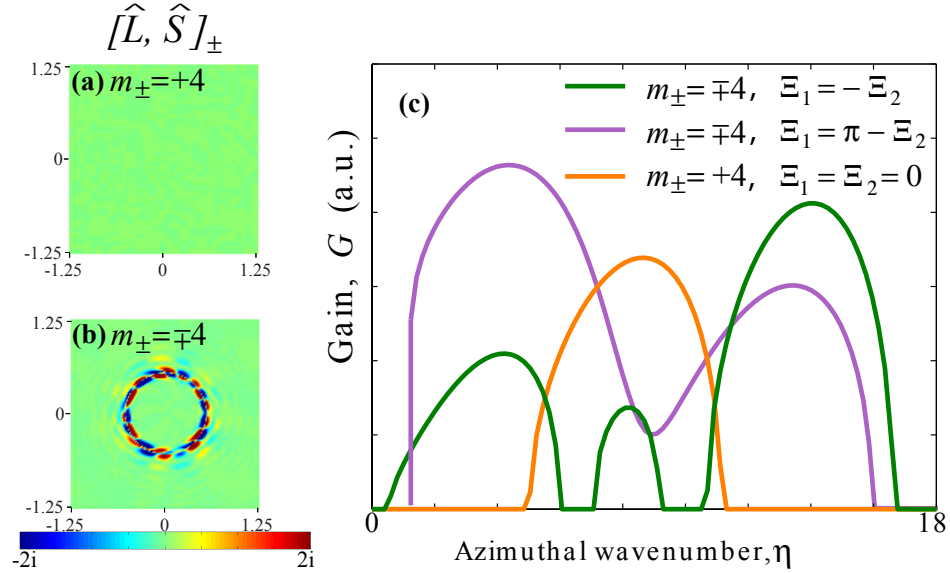 [L̂, Ŝ]±
(a) m±=+4
1.25
0
-1.25
-1.25 0 1.25
(b) m±=∓4
1.25
0
-1.25
-1.25 0 1.25
-2i 2i
(c)
m±=∓4, Ξ1=- Ξ2
m±=∓4, Ξ1=π-Ξ2
m±=+4, Ξ1=Ξ2=0
Gain, G (a.u.)
0 18
Azimuthal wavenumber,η